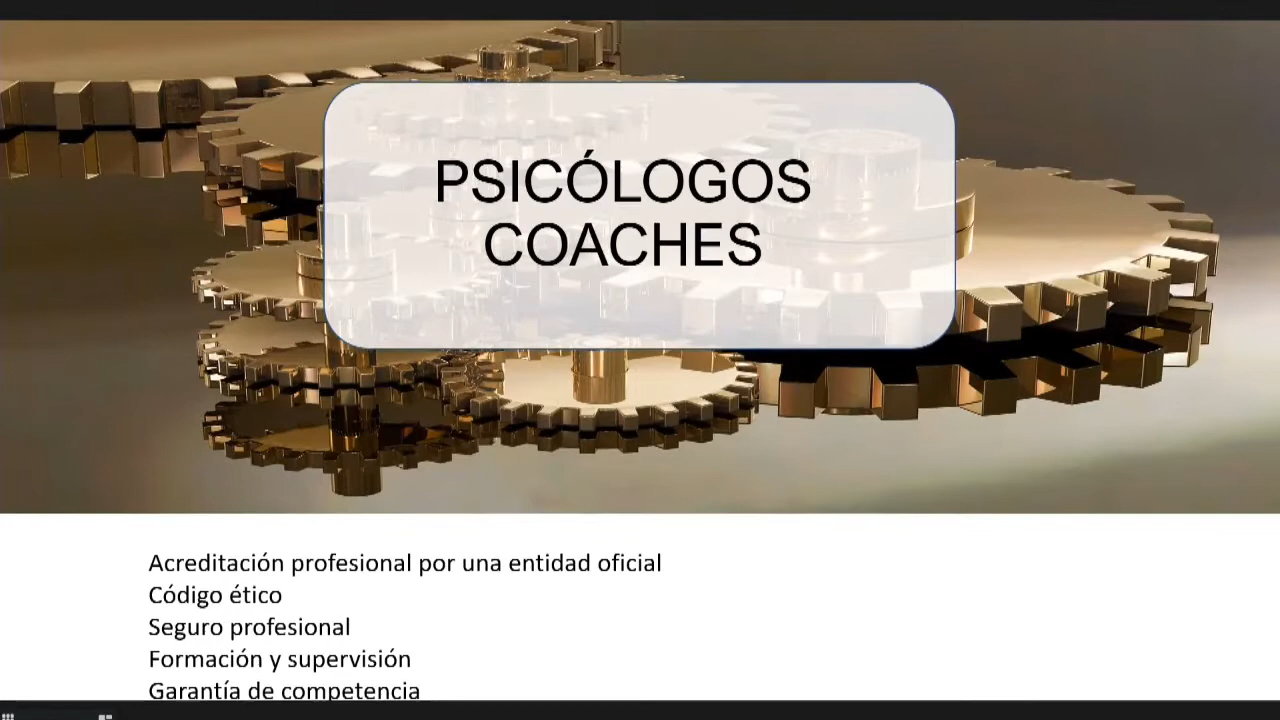 PSICÓLOGOS
COACHES
Acreditación profesional por una entidad oficial
Código ético
Seguro profesional
Formación y supervisión
Garantía de competencia